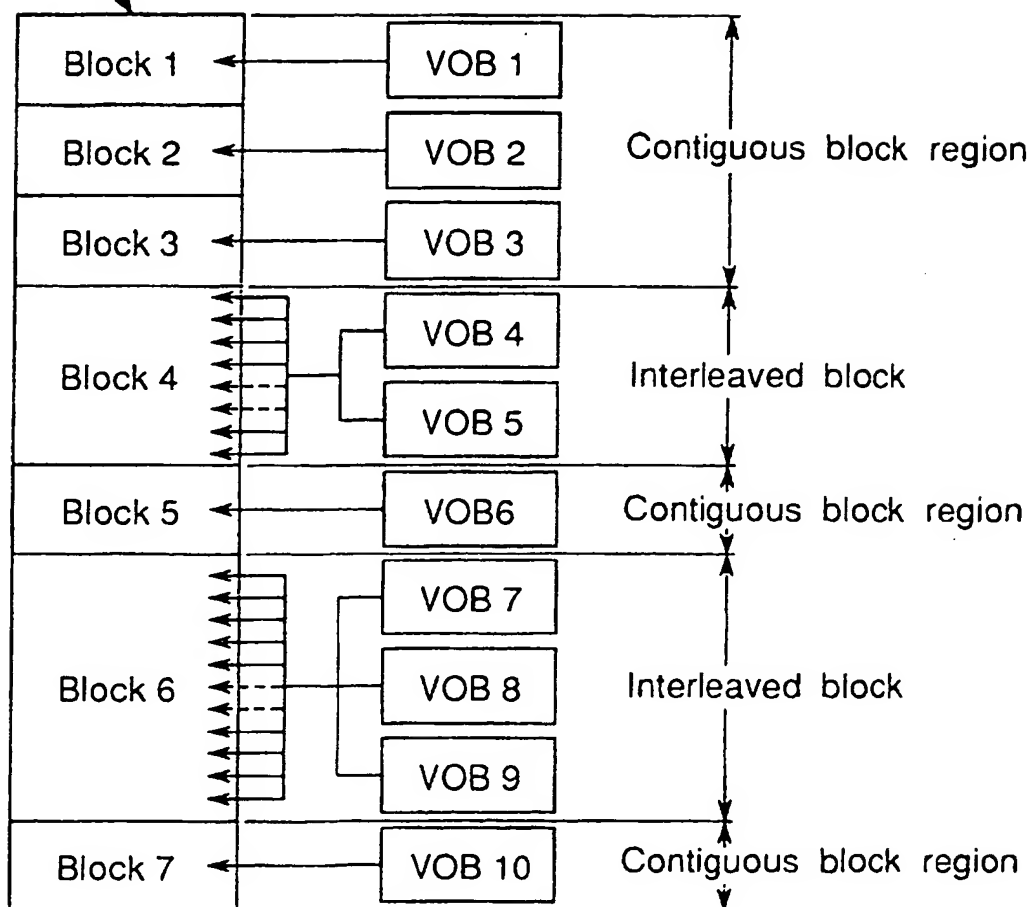 Block 1
VOB 1
Block 2
VOB 2
Contiguous block region
Block 3
VOB 3
VOB 4
Block 4
Interleaved block
VOB 5
Block 5
VOB6
Contiguous block region
VOB 7
Block 6
VOB 8
Interleaved block
VOB 9
Block 7
VOB 10
Contiguous block region